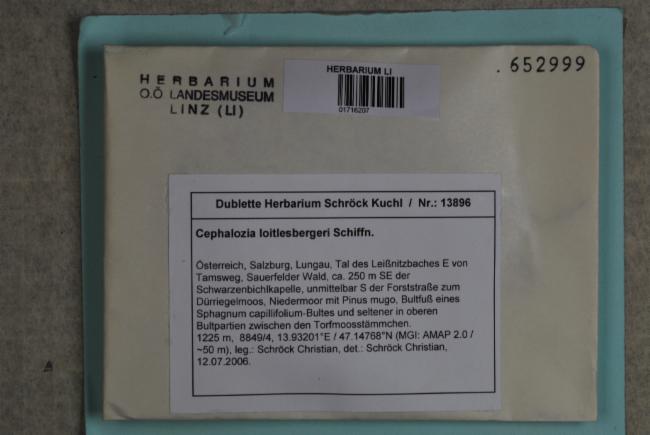 HERBARIUM
O.Ö LANDESMUSEUM
LINZ (LI)
HERBARIUM LI
01716207
.652999
Dublette Herbarium Schröck Kuchl / Nr.: 13896
Cephalozia loitlesbergeri Schiffn.
Österreich, Salzburg, Lungau, Tal des Leißnitzbaches E von
Tamsweg, Sauerfelder Wald, ca. 250 m SE der
Schwarzenbichlkapelle, unmittelbar S der Forststraße zum
Dürriegelmoos, Niedermoor mit Pinus mugo, Bultfuß eines
Sphagnum capillifolium-Bultes und seltener in oberen
Bultpartien zwischen den Torfmoosstämmchen.
1225 m, 8849/4, 13.93201°E / 47.14768°N (MGI: AMAP 2.0 /
~50 m), leg.: Schröck Christian, det.: Schröck Christian,
12.07.2006.